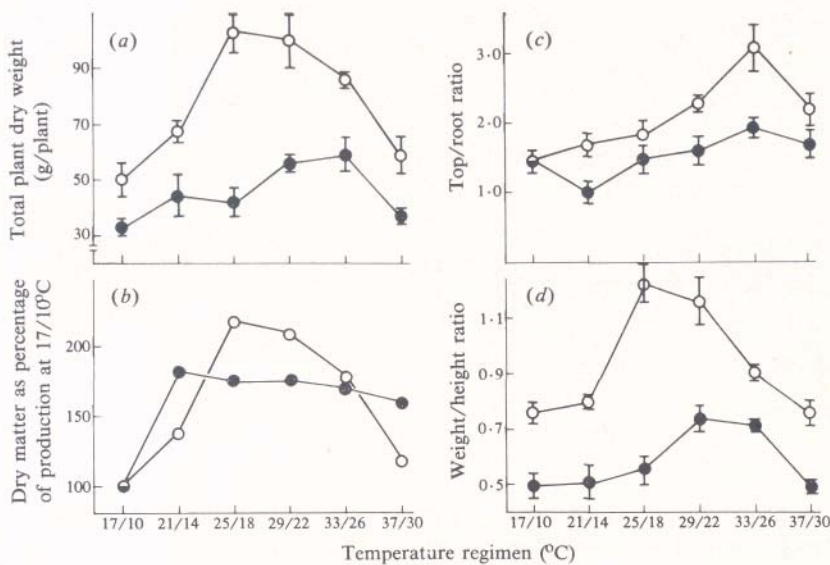 (a)
Total plant dry weight
(g/plant)
90
70
50
30
(c)
Top/root ratio
3·0
2·0
1·0
(b)
Dry matter as percentage
of production at 17/10°C
200
150
100
17/10 21/14 25/18 29/22 33/26 37/30
(d)
Weight/height ratio
1·1
0·9
0·7
0·5
17/10 21/14 25/18 29/22 33/26 37/30
Temperature regimen (°C)